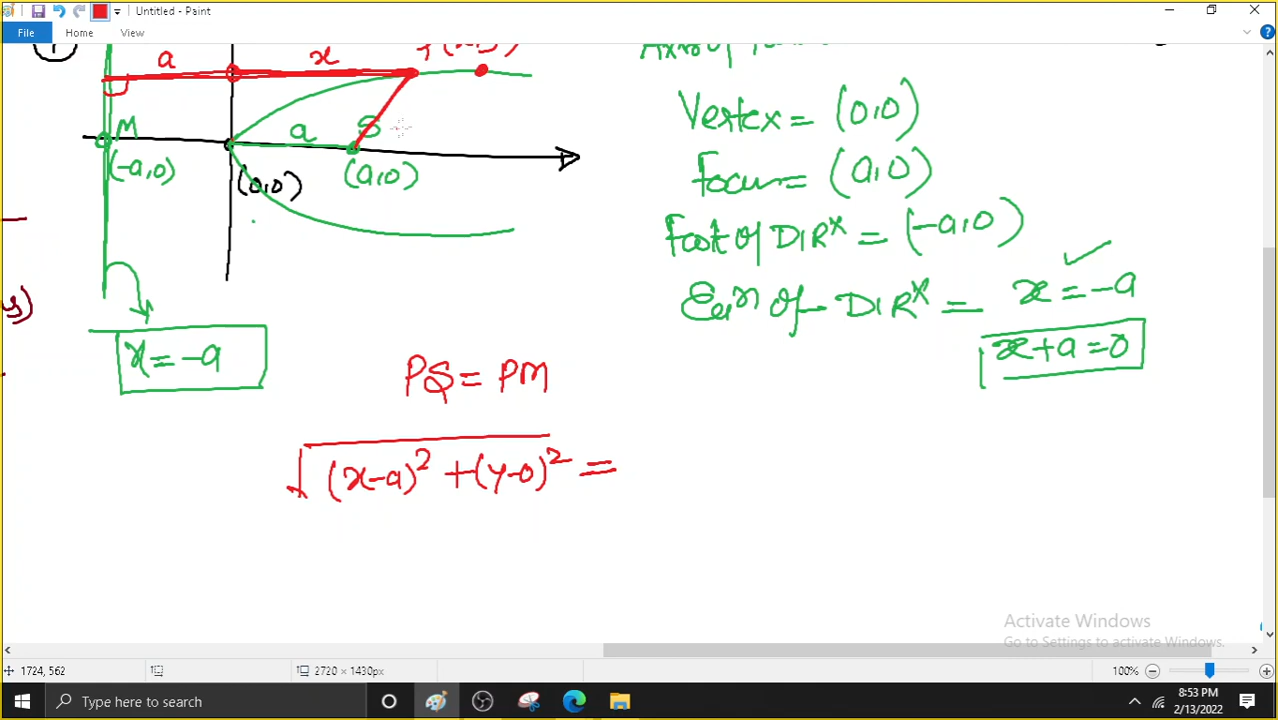 Untitled - Paint
File Home View
a x
M a S
(-a,0) (0,0) (a,0)
x = -a
PS = PM
√(x-a)² + (y-0)² =
Vertex = (0,0)
Focus = (a,0)
Foot of DIRˣ = (-a,0)
Eqⁿ of DIRˣ = x = -a
x+a=0
Activate Windows
Go to Settings to activate Windows.
1724, 562 2720 × 1430px 100%
Type here to search 8:53 PM
2/13/2022